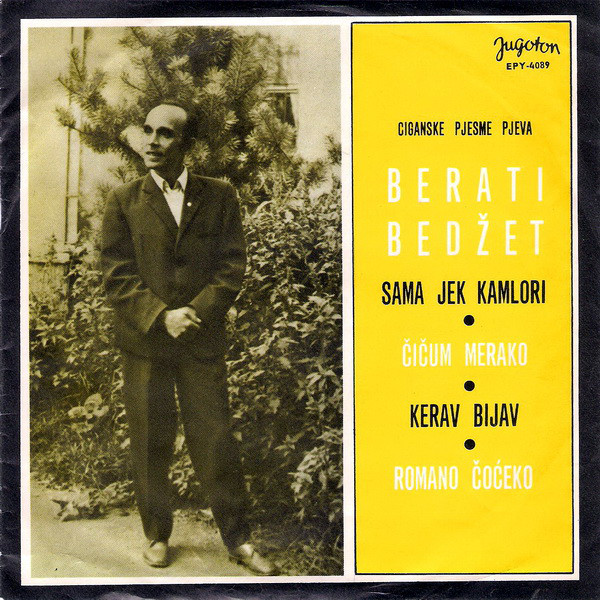 Jugoton
EPY-4089
CIGANSKE PJESME PJEVA
BERATI
BEDŽET
SAMA JEK KAMLORI
ČIČUM MERAKO
KERAV BIJAV
ROMANO ČOĆEKO